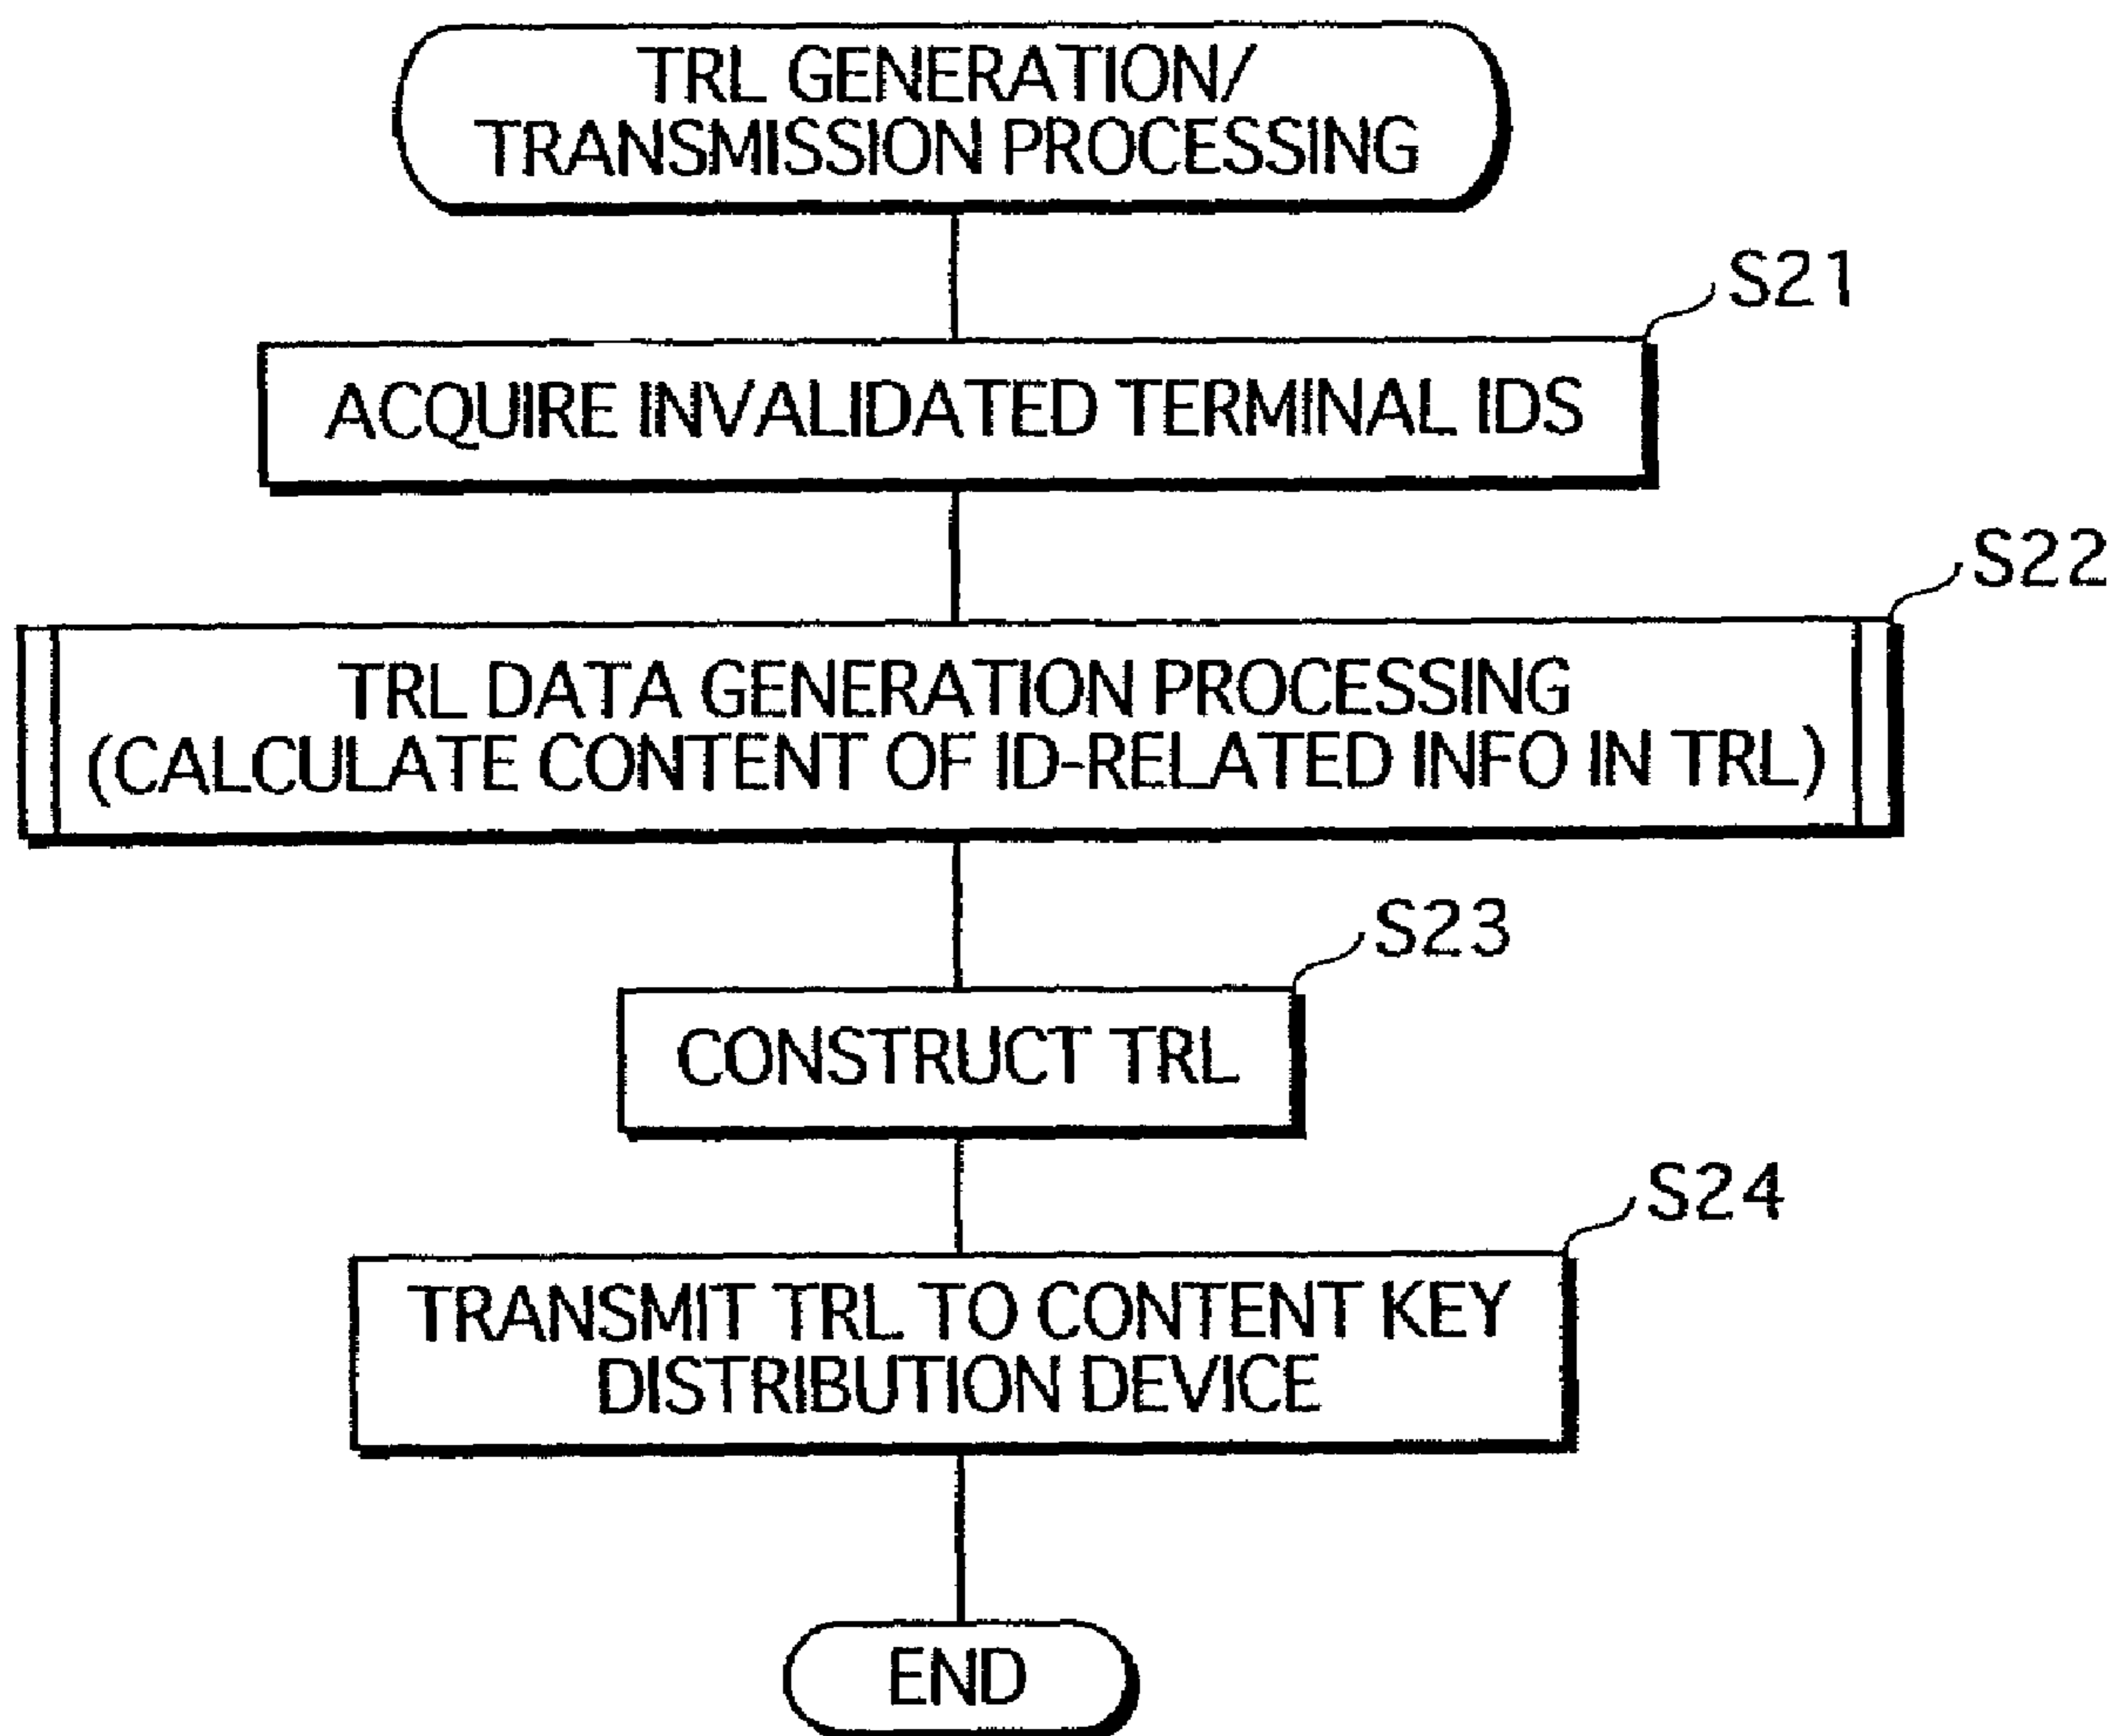 TRL GENERATION/
TRANSMISSION PROCESSING
S21
ACQUIRE INVALIDATED TERMINAL IDS
S22
TRL DATA GENERATION PROCESSING
(CALCULATE CONTENT OF ID-RELATED INFO IN TRL)
S23
CONSTRUCT TRL
S24
TRANSMIT TRL TO CONTENT KEY
DISTRIBUTION DEVICE
END